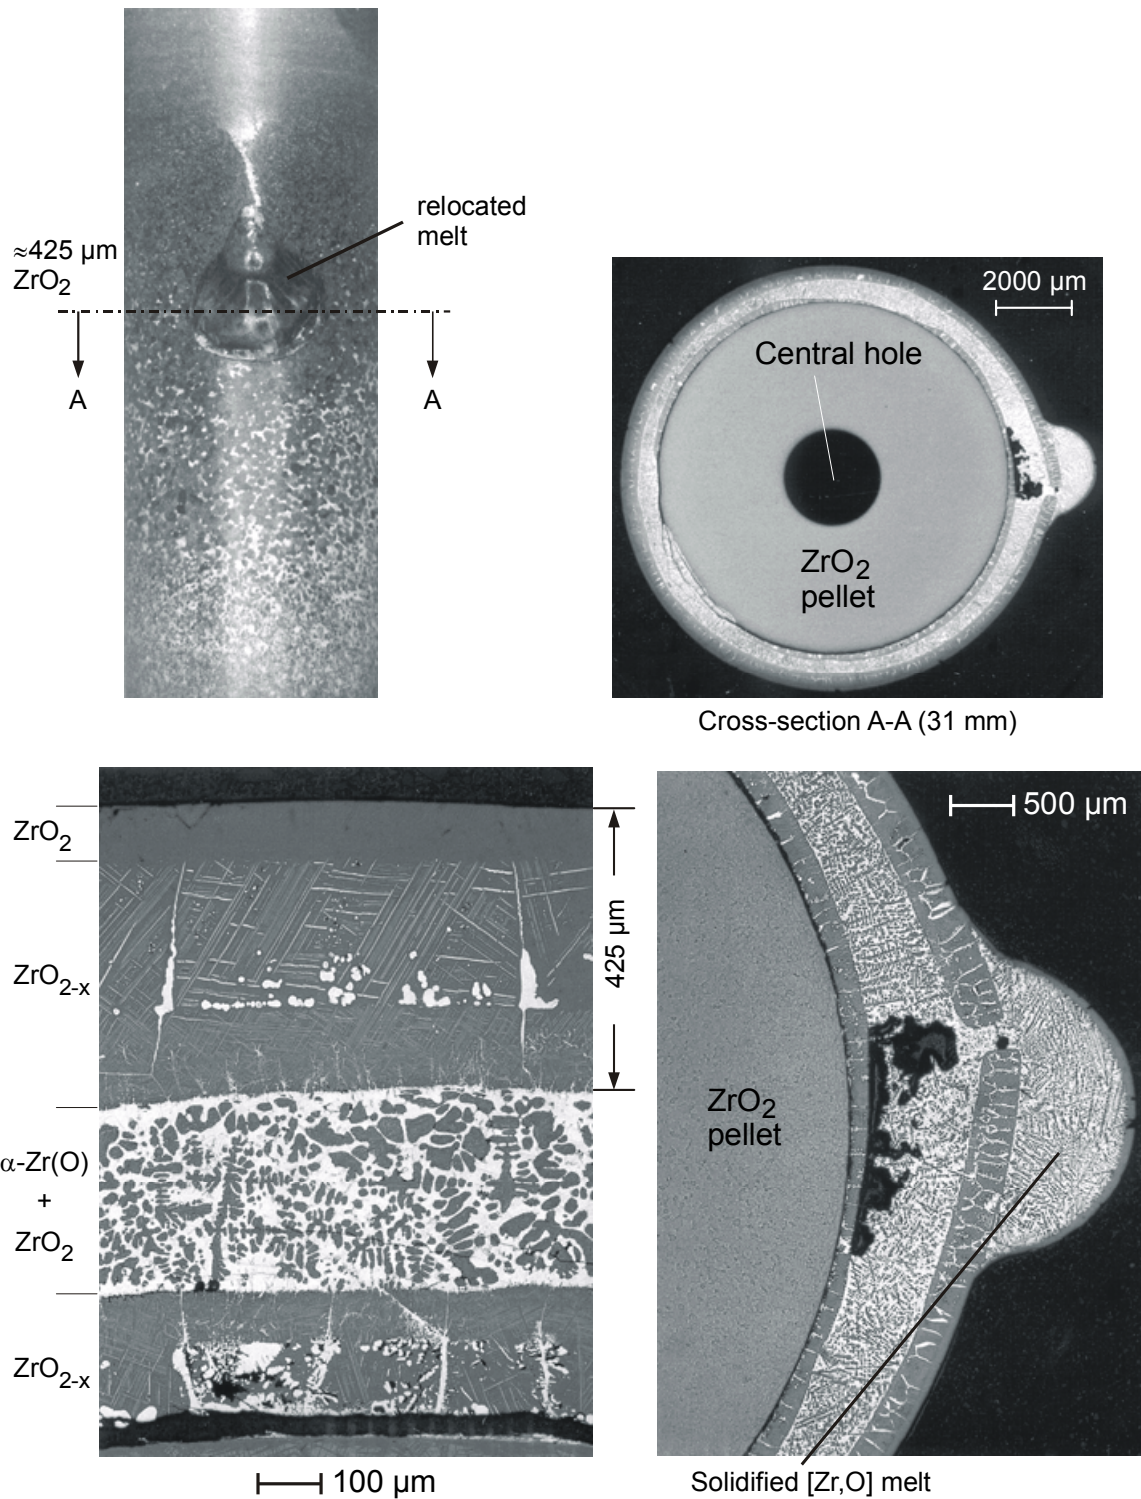 relocated
melt
≈425 µm
ZrO2
A
A
2000 µm
Central hole
ZrO2
pellet
Cross-section A-A (31 mm)
ZrO2
ZrO2-x
α-Zr(O)
+
ZrO2
ZrO2-x
425 µm
100 µm
500 µm
ZrO2
pellet
Solidified [Zr,O] melt